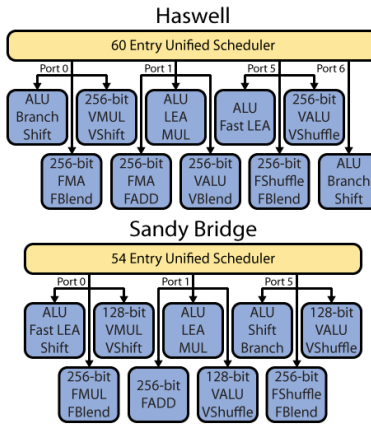 Haswell
60 Entry Unified Scheduler
Port 0
Port 1
Port 5
Port 6
ALU
Branch
Shift
256-bit
VMUL
VShift
ALU
LEA
MUL
ALU
Fast LEA
256-bit
VALU
VShuffle
256-bit
FMA
FBlend
256-bit
FMA
FADD
256-bit
VALU
VBlend
256-bit
FShuffle
FBlend
ALU
Branch
Shift
Sandy Bridge
54 Entry Unified Scheduler
Port 0
Port 1
Port 5
ALU
Fast LEA
Shift
128-bit
VMUL
VShift
ALU
LEA
MUL
ALU
Shift
Branch
128-bit
VALU
VShuffle
256-bit
FMUL
FBlend
256-bit
FADD
128-bit
VALU
VShuffle
256-bit
FShuffle
FBlend